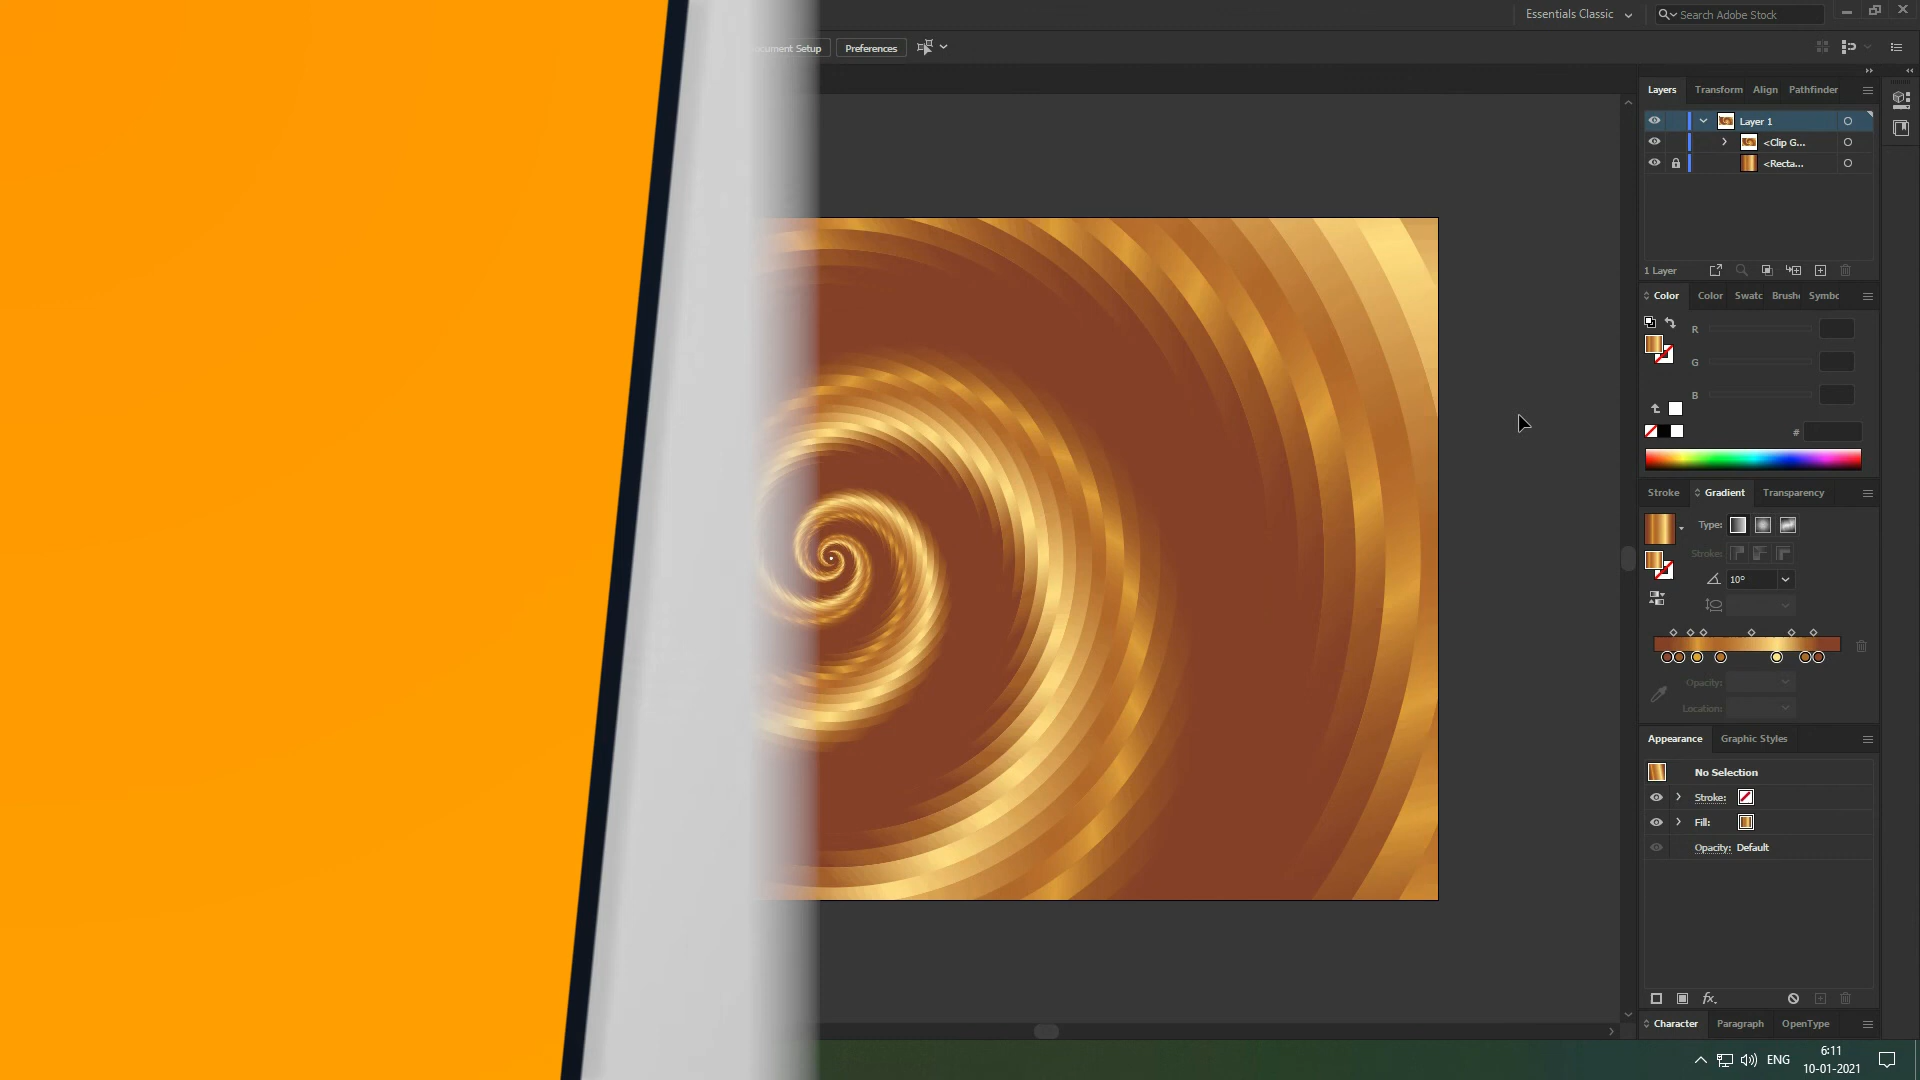 Essentials Classic
Search Adobe Stock
Setup
Preferences
Layers Transform Align Pathfinder
Layer 1
<Clip G...
<Recta...
1 Layer
Color Color Swatc Brush Symbc
R
G
B
#
Stroke Gradient Transparency
Type:
Stroke:
10°
Opacity:
Location:
Appearance Graphic Styles
No Selection
Stroke:
Fill:
Opacity: Default
fx
Character Paragraph OpenType
ENG
6:11
10-01-2021